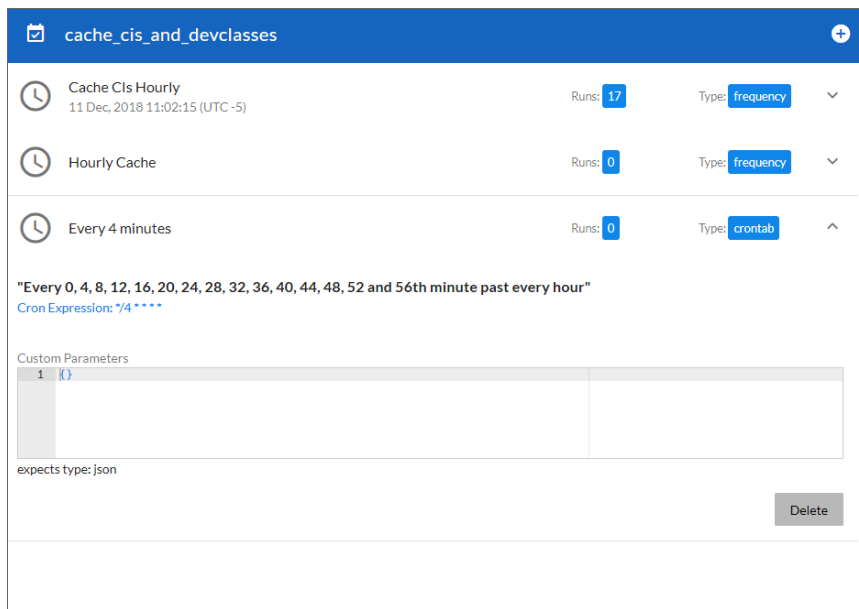 cache_cis_and_devclasses
Cache CIs Hourly
11 Dec, 2018 11:02:15 (UTC -5)
Runs: 17 Type: frequency
Hourly Cache Runs: 0 Type: frequency
Every 4 minutes Runs: 0 Type: crontab
"Every 0, 4, 8, 12, 16, 20, 24, 28, 32, 36, 40, 44, 48, 52 and 56th minute past every hour"
Cron Expression: */4 * * * *
Custom Parameters
1 {}
expects type: json
Delete